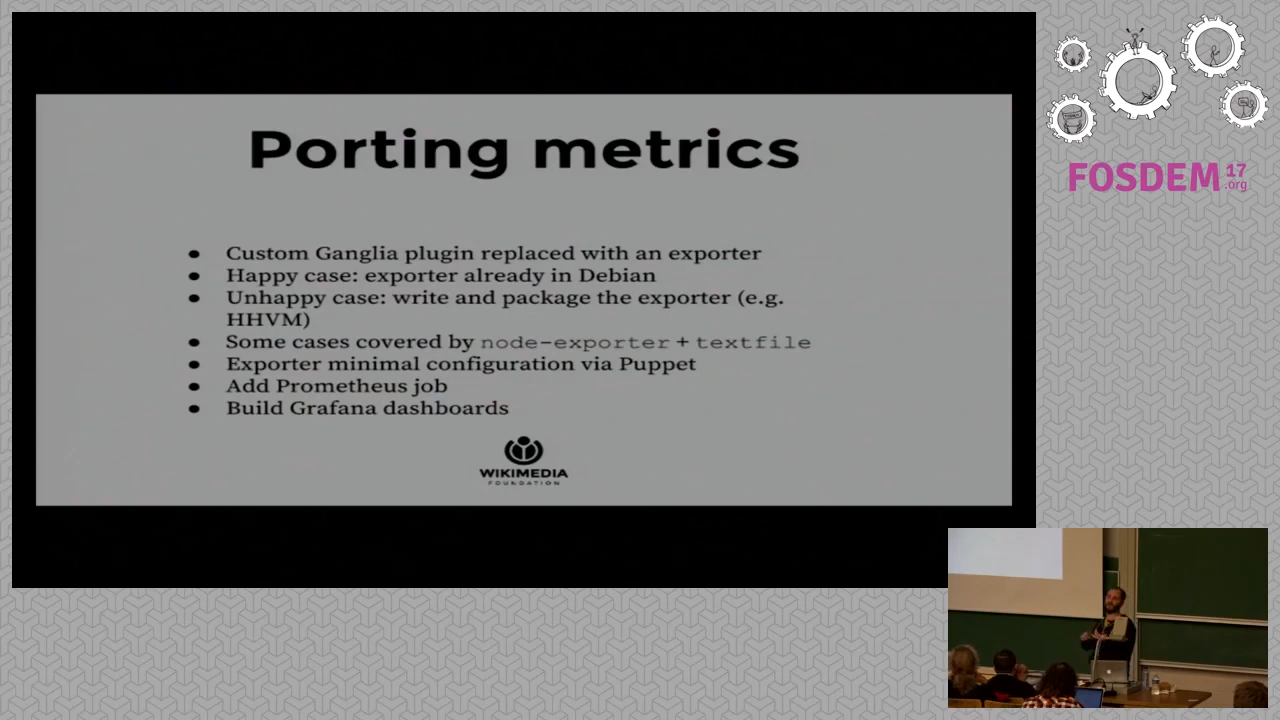 Porting metrics
● Custom Ganglia plugin replaced with an exporter
● Happy case: exporter already in Debian
● Unhappy case: write and package the exporter (e.g.
HHVM)
● Some cases covered by node-exporter + textfile
● Exporter minimal configuration via Puppet
● Add Prometheus job
● Build Grafana dashboards
WIKIMEDIA
FOUNDATION
FOSDEM 17
.org